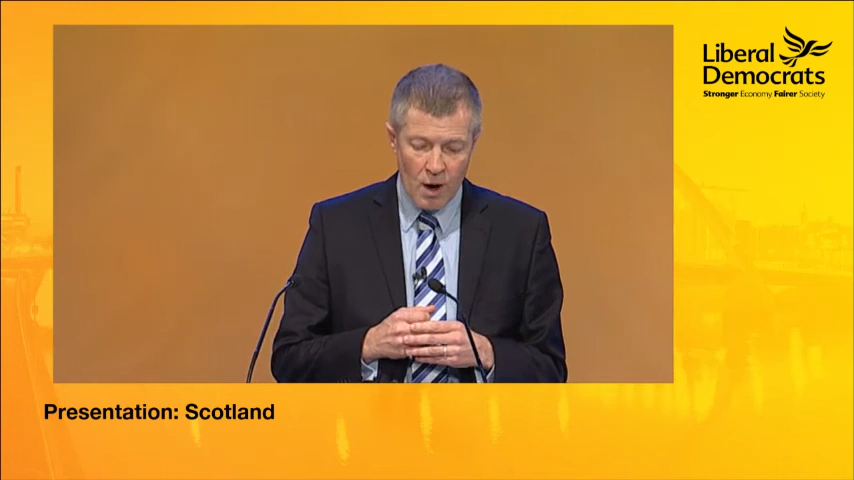 Liberal
Democrats
Stronger Economy Fairer Society
Presentation: Scotland